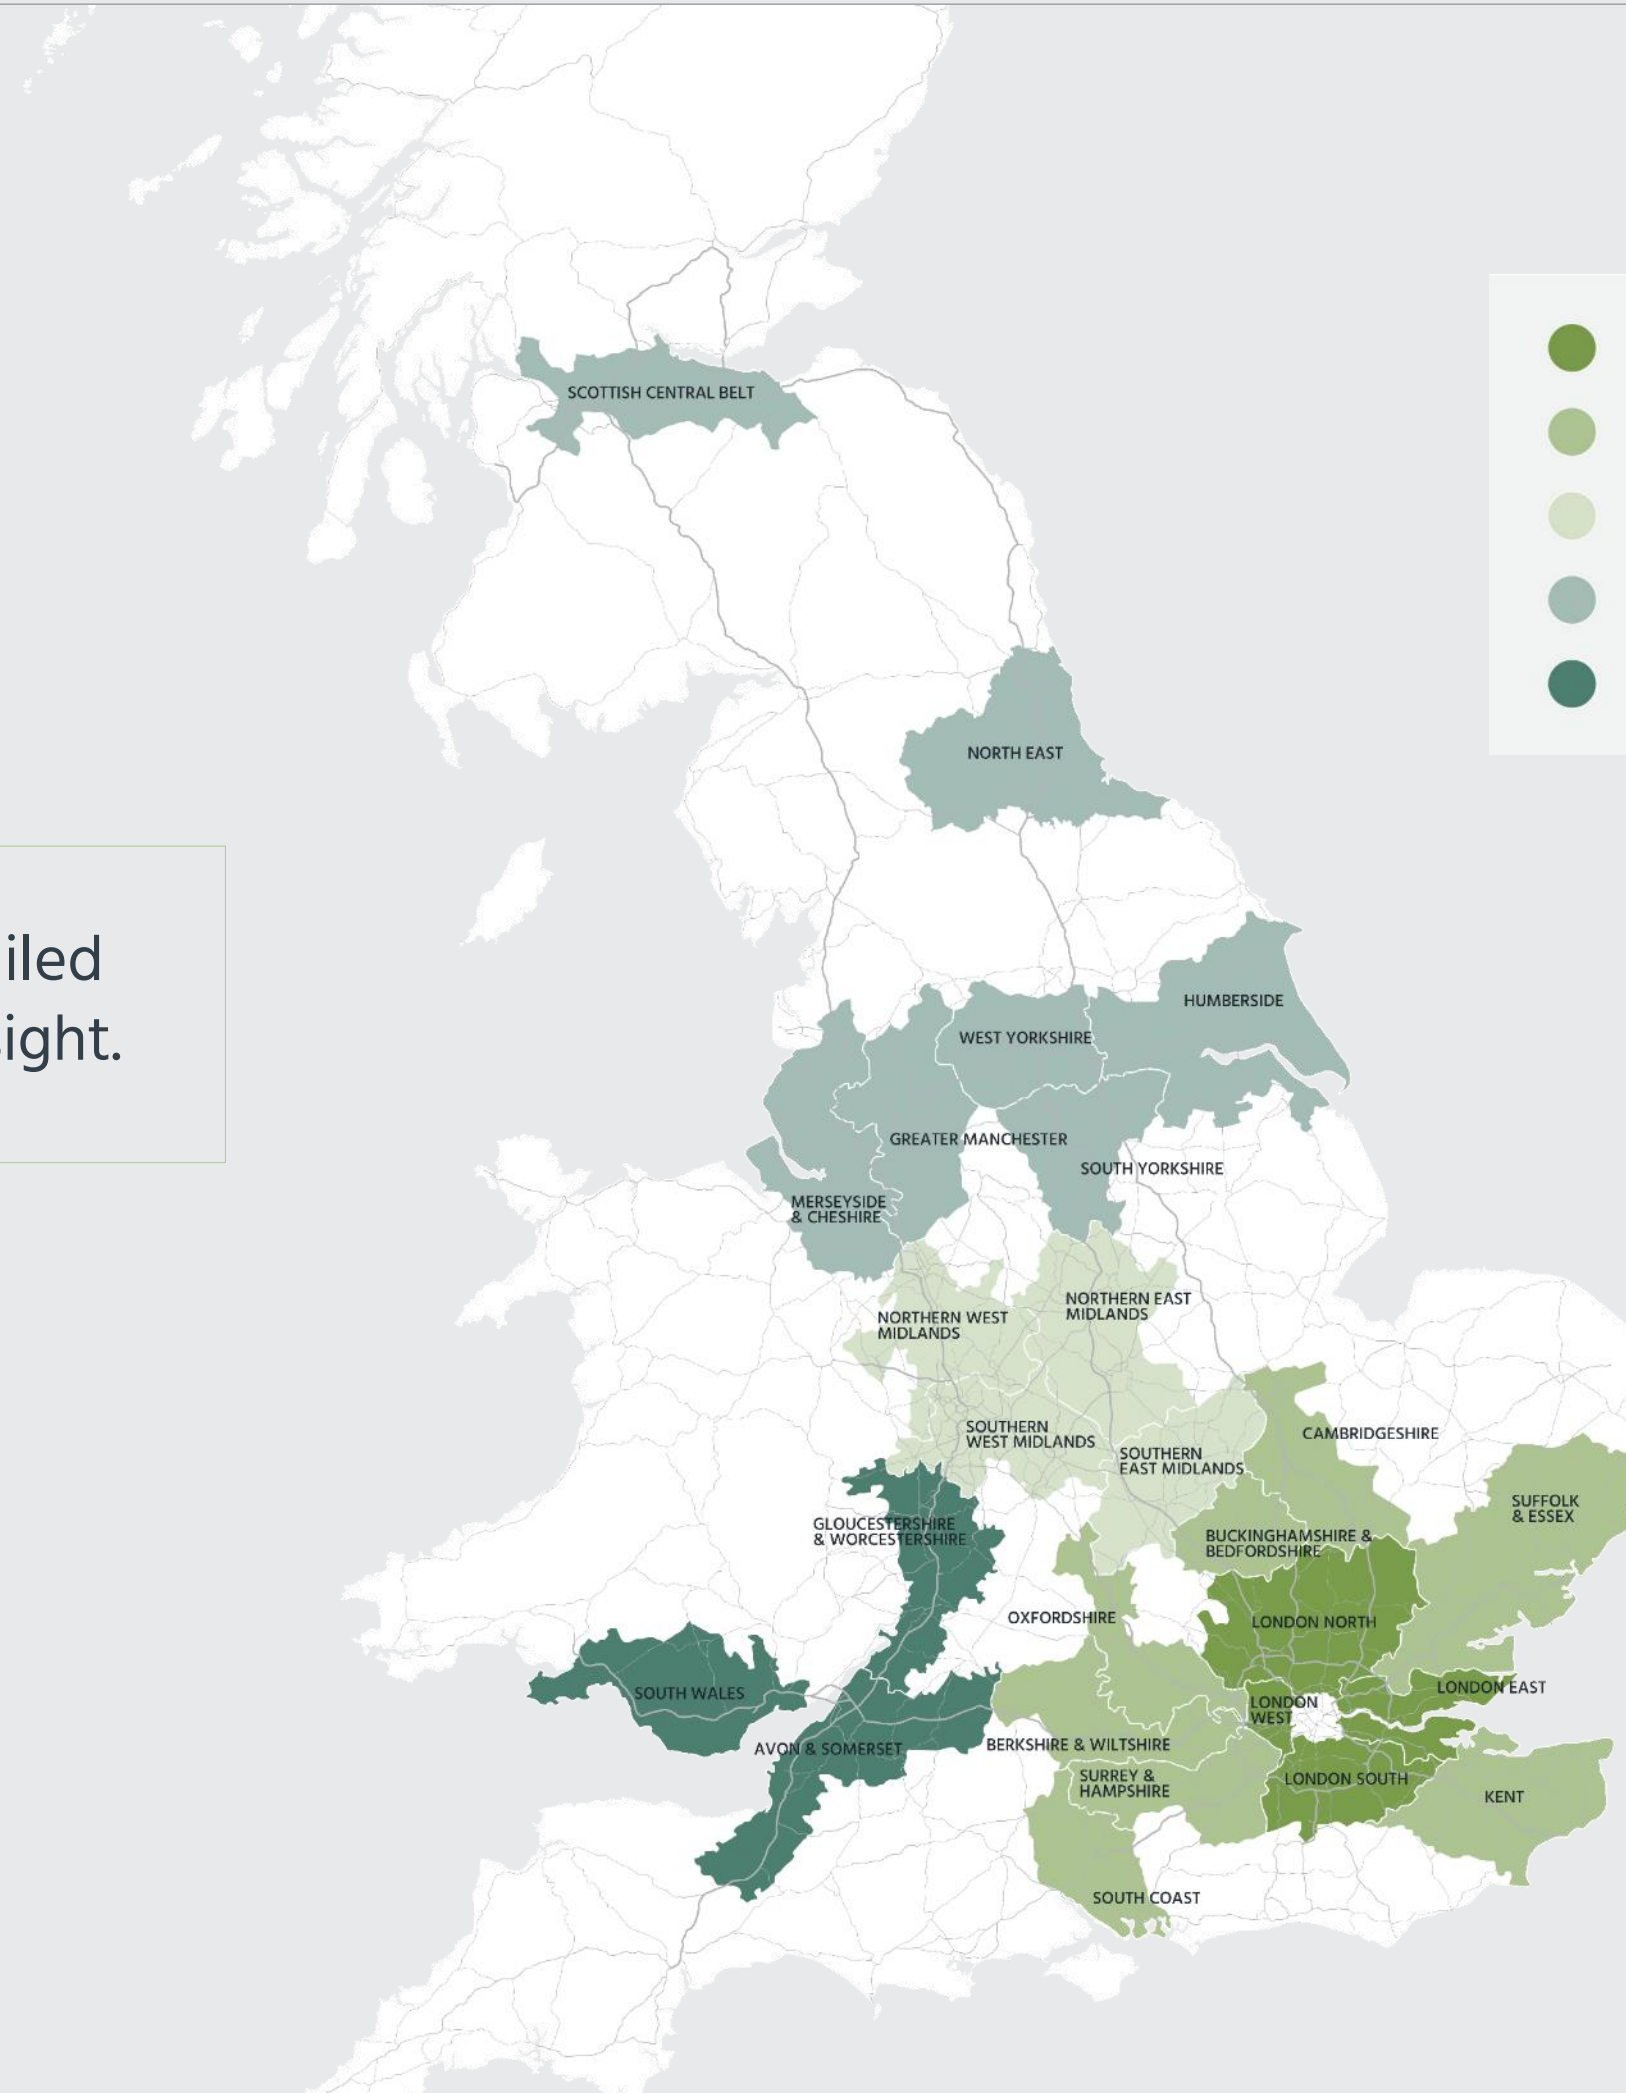 SCOTTISH CENTRAL BELT
NORTH EAST
iled
ight.
HUMBERSIDE
WEST YORKSHIRE
GREATER MANCHESTER
SOUTH YORKSHIRE
MERSEYSIDE
& CHESHIRE
NORTHERN EAST
MIDLANDS
NORTHERN WEST
MIDLANDS
SOUTHERN
WEST MIDLANDS
CAMBRIDGESHIRE
SOUTHERN
EAST MIDLANDS
SUFFOLK
& ESSEX
GLOUCESTERSHIRE
& WORCESTERSHIRE
BUCKINGHAMSHIRE &
BEDFORDSHIRE
OXFORDSHIRE
LONDON NORTH
SOUTH WALES
LONDON EAST
LONDON
WEST
AVON & SOMERSET
BERKSHIRE & WILTSHIRE
SURREY &
HAMPSHIRE
LONDON SOUTH
KENT
SOUTH COAST